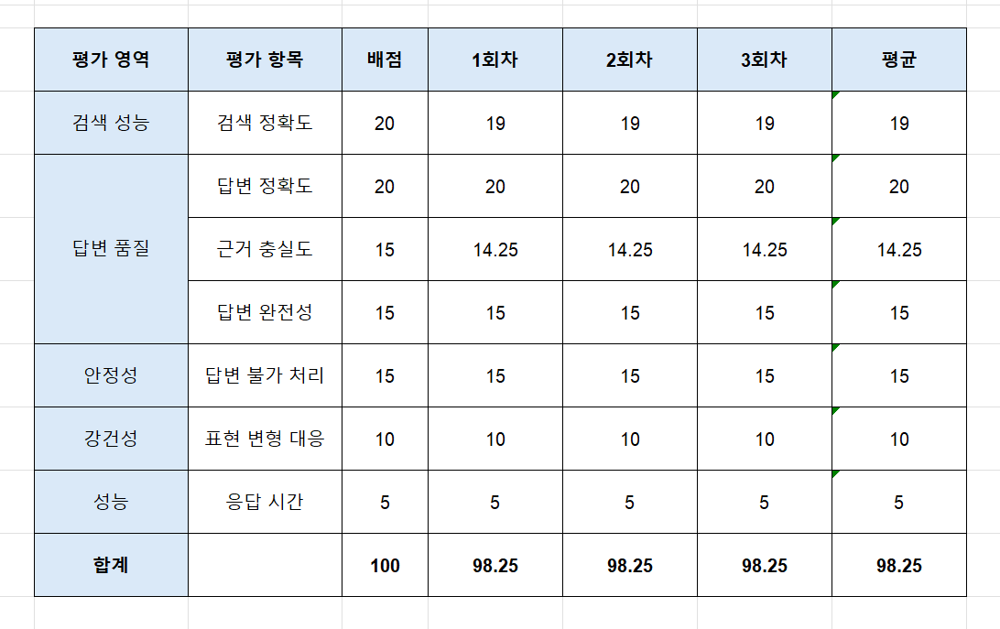 평가 영역 평가 항목 배점 1회차 2회차 3회차 평균
검색 성능 검색 정확도 20 19 19 19 19
답변 품질 답변 정확도 20 20 20 20 20
근거 충실도 15 14.25 14.25 14.25 14.25
답변 완전성 15 15 15 15 15
안정성 답변 불가 처리 15 15 15 15 15
강건성 표현 변형 대응 10 10 10 10 10
성능 응답 시간 5 5 5 5 5
합계 100 98.25 98.25 98.25 98.25